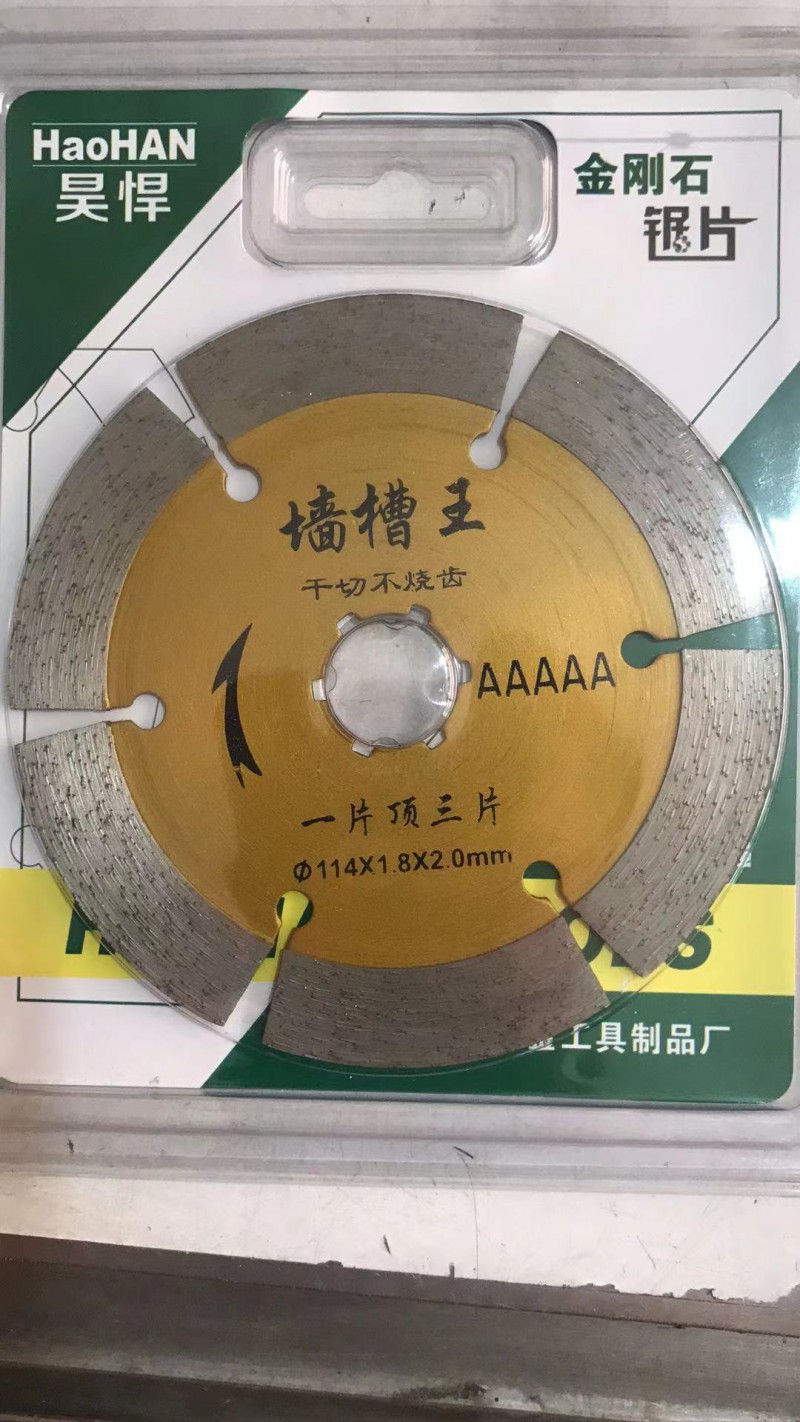 HaoHAN
昊悍
金刚石
锯片
墙槽王
干切不烧齿
AAAAA
一片顶三片
Φ114X1.8X2.0mm
工具制品厂